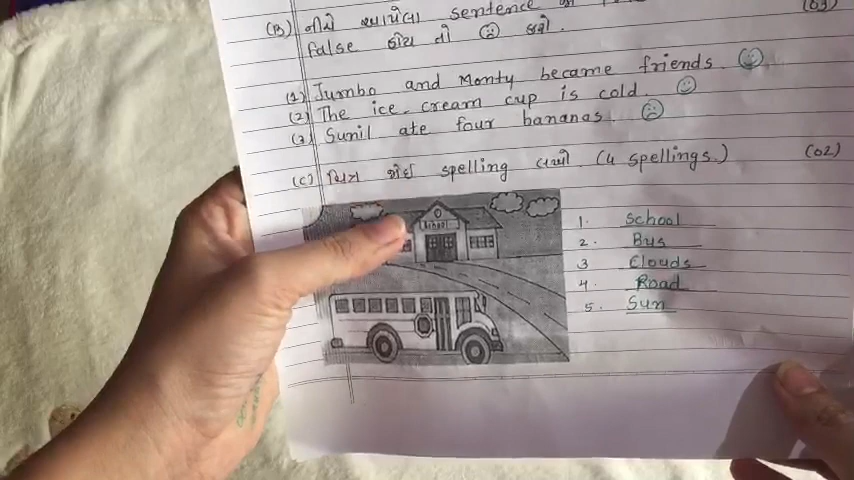 (B) નીચે આપેલા sentence
(03)
false હોય તો ☹ કરો.
(1) Jumbo and Monty became friends. ☺
(2) The ice-cream cup is cold. ☺
(3) Sunil ate four bananas. ☹
(C) ચિત્ર જોઈ spelling લખો (4 spellings.) (02)
School
1. School
2. Bus
3 Clouds
4. Road
5. Sun